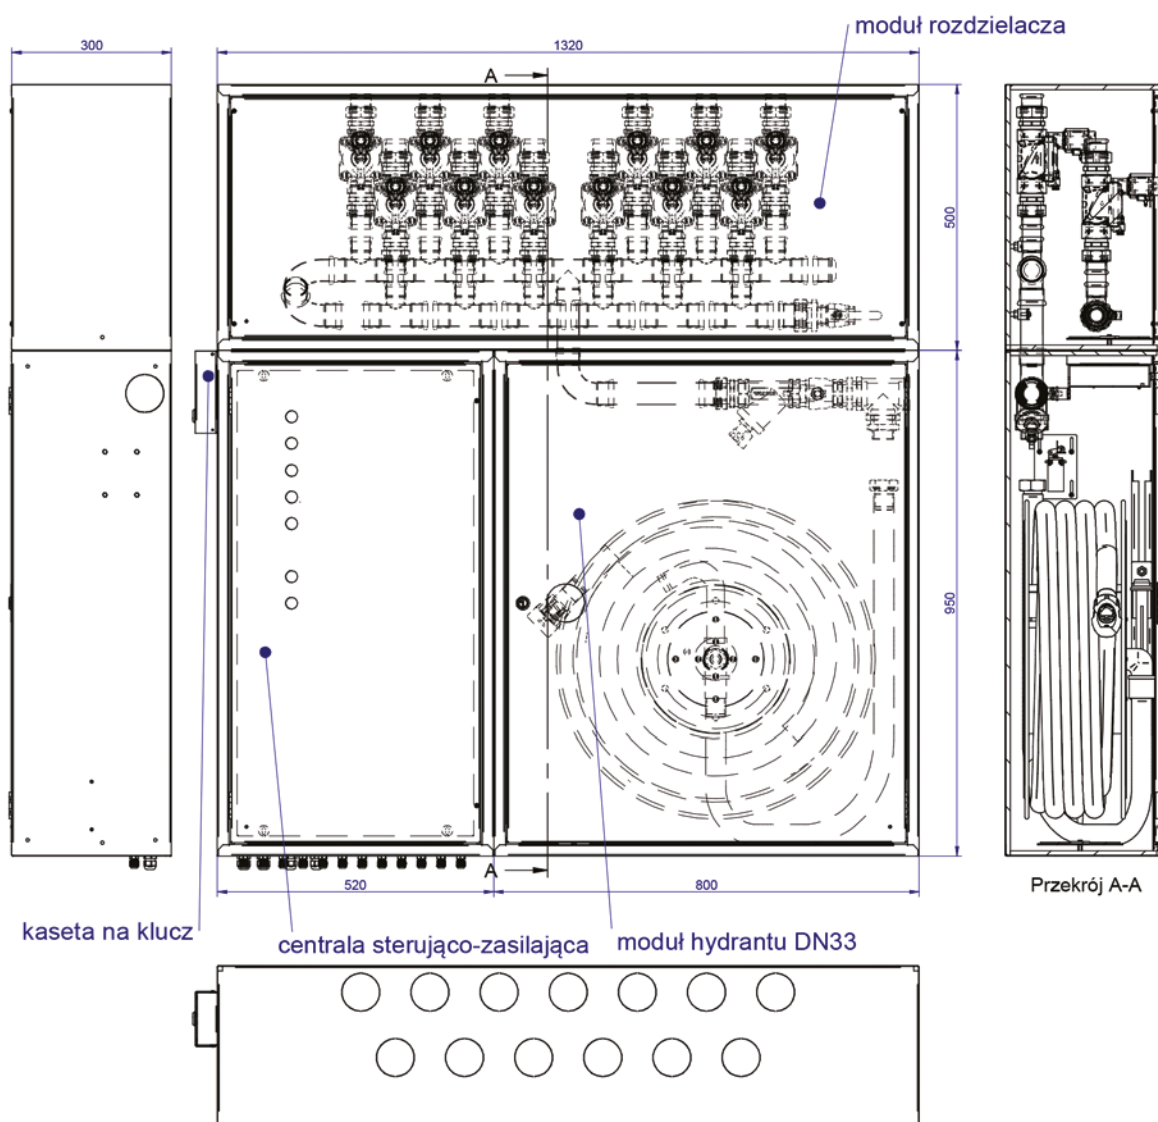 moduł rozdzielacza
300
1320
A
500
950
A
520
800
Przekrój A-A
kaseta na klucz
centrala sterująco-zasilająca
moduł hydrantu DN33